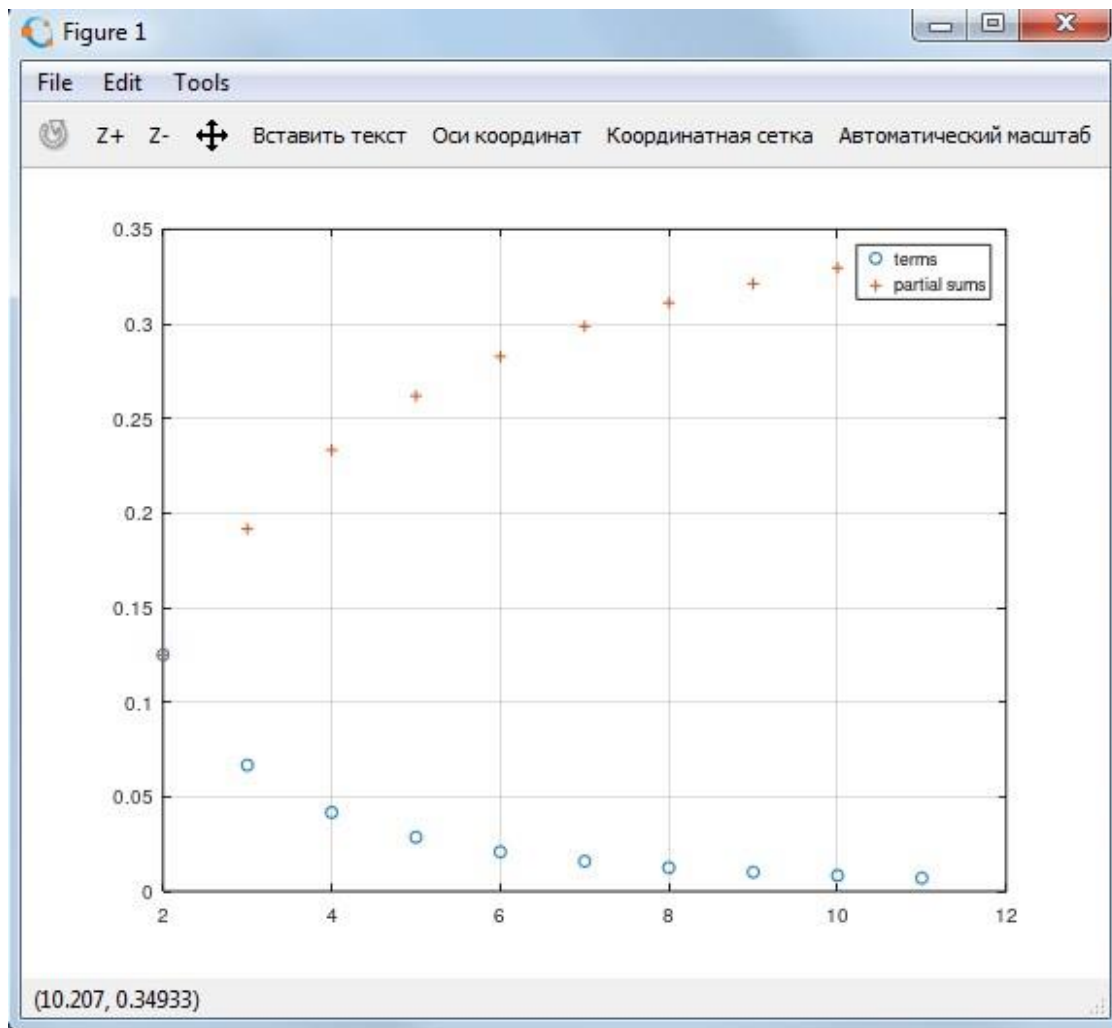 Figure 1
File Edit Tools
Z+ Z- Вставить текст Оси координат Координатная сетка Автоматический масштаб
0.35
0.3
0.25
0.2
0.15
0.1
0.05
0
2 4 6 8 10 12
terms
partial sums
(10.207, 0.34933)